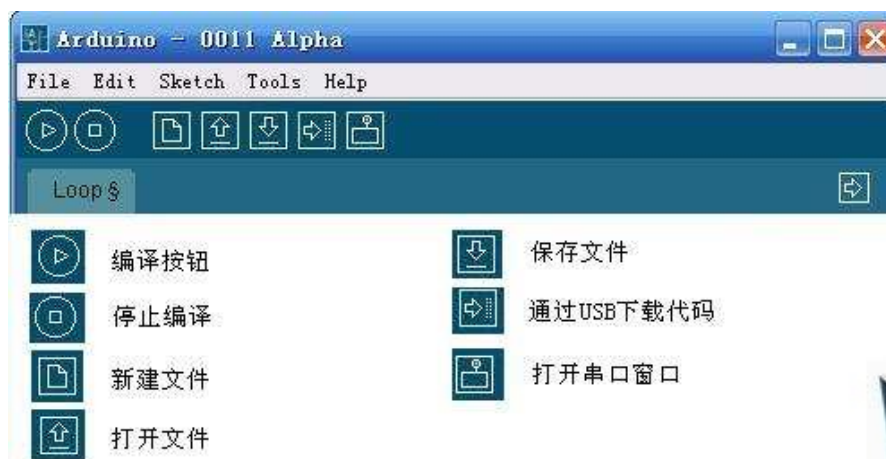 Arduino - 0011 Alpha
File Edit Sketch Tools Help
Loop §
编译按钮
停止编译
新建文件
打开文件
保存文件
通过USB下载代码
打开串口窗口